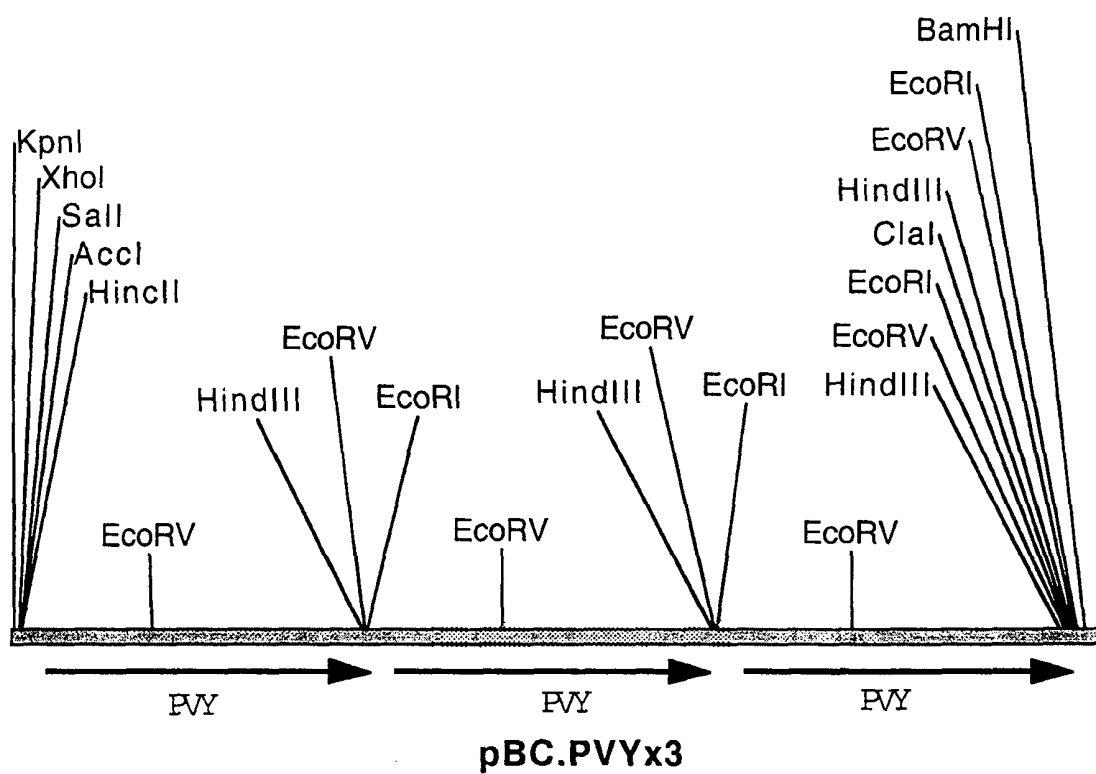 BamHI
EcoRI
KpnI
EcoRV
XhoI
HindIII
SalI
ClaI
AccI
EcoRI
HincII
EcoRV
EcoRV
EcoRV
HindIII
EcoRI
HindIII
EcoRI
HindIII
EcoRV
EcoRV
EcoRV
PVY
PVY
PVY
pBC.PVYx3